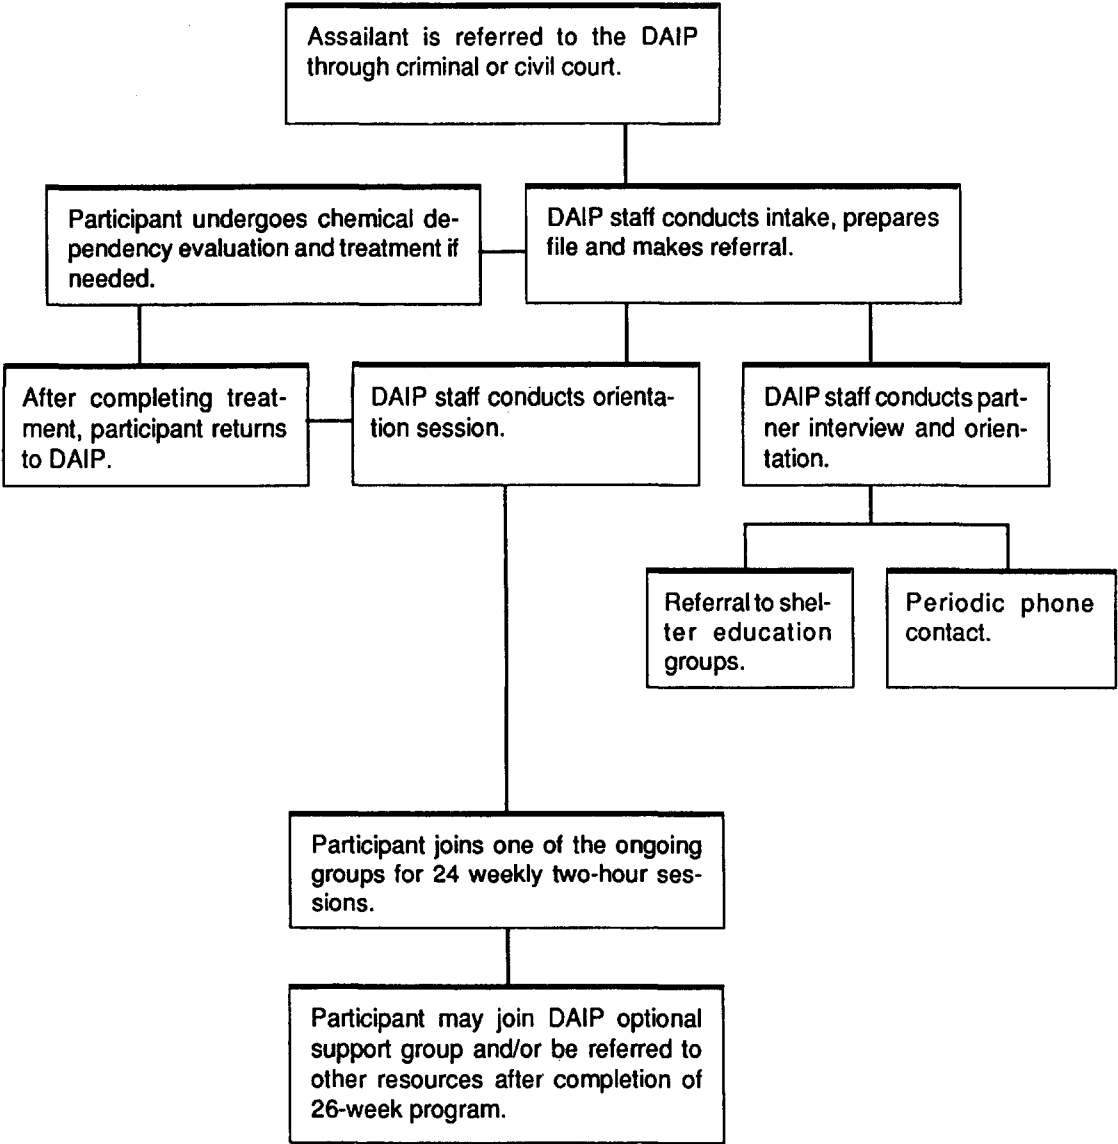 Assailant is referred to the DAIP
through criminal or civil court.
Participant undergoes chemical de-
pendency evaluation and treatment if
needed.
DAIP staff conducts intake, prepares
file and makes referral.
After completing treat-
ment, participant returns
to DAIP.
DAIP staff conducts orienta-
tion session.
DAIP staff conducts part-
ner interview and orien-
tation.
Referral to shel-
ter education
groups.
Periodic phone
contact.
Participant joins one of the ongoing
groups for 24 weekly two-hour ses-
sions.
Participant may join DAIP optional
support group and/or be referred to
other resources after completion of
26-week program.